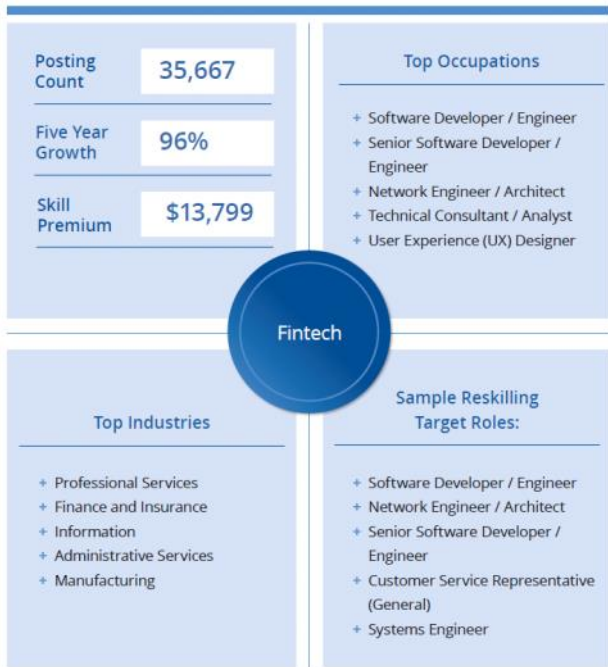 Posting
Count
35,667
Five Year
Growth
96%
Skill
Premium
$13,799
Top Occupations
+ Software Developer / Engineer
+ Senior Software Developer /
Engineer
+ Network Engineer / Architect
+ Technical Consultant / Analyst
+ User Experience (UX) Designer
Fintech
Top Industries
+ Professional Services
+ Finance and Insurance
+ Information
+ Administrative Services
+ Manufacturing
Sample Reskilling
Target Roles:
+ Software Developer / Engineer
+ Network Engineer / Architect
+ Senior Software Developer /
Engineer
+ Customer Service Representative
(General)
+ Systems Engineer